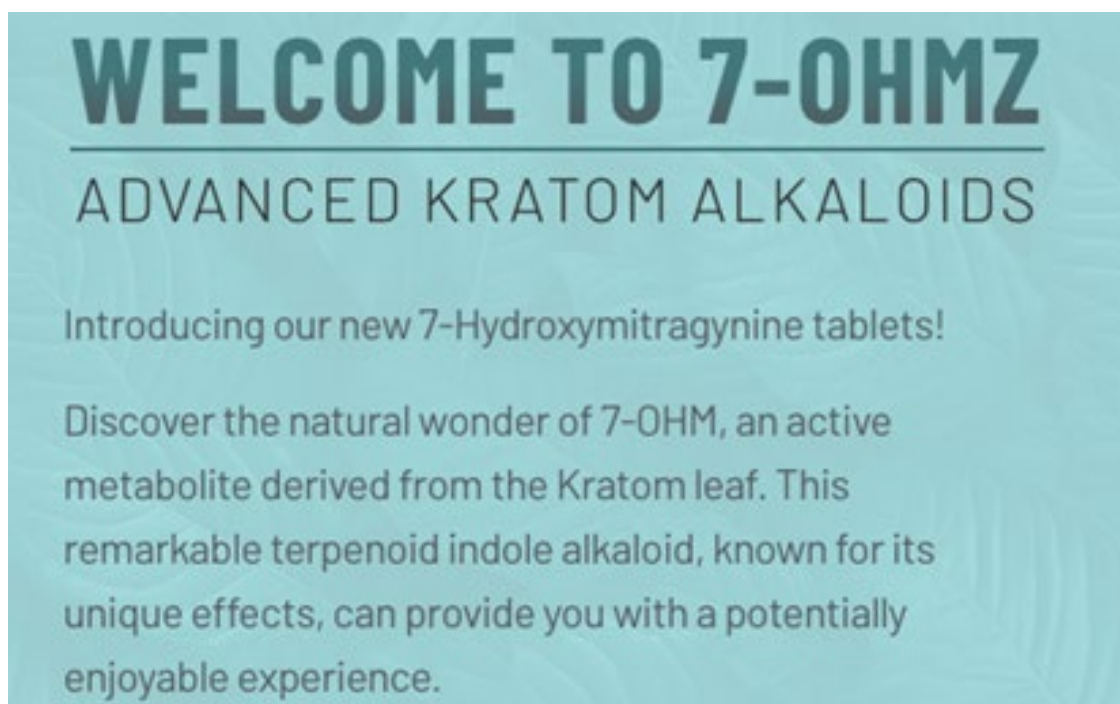 WELCOME TO 7-OHMZ
ADVANCED KRATOM ALKALOIDS
Introducing our new 7-Hydroxymitragynine tablets!
Discover the natural wonder of 7-OHM, an active
metabolite derived from the Kratom leaf. This
remarkable terpenoid indole alkaloid, known for its
unique effects, can provide you with a potentially
enjoyable experience.